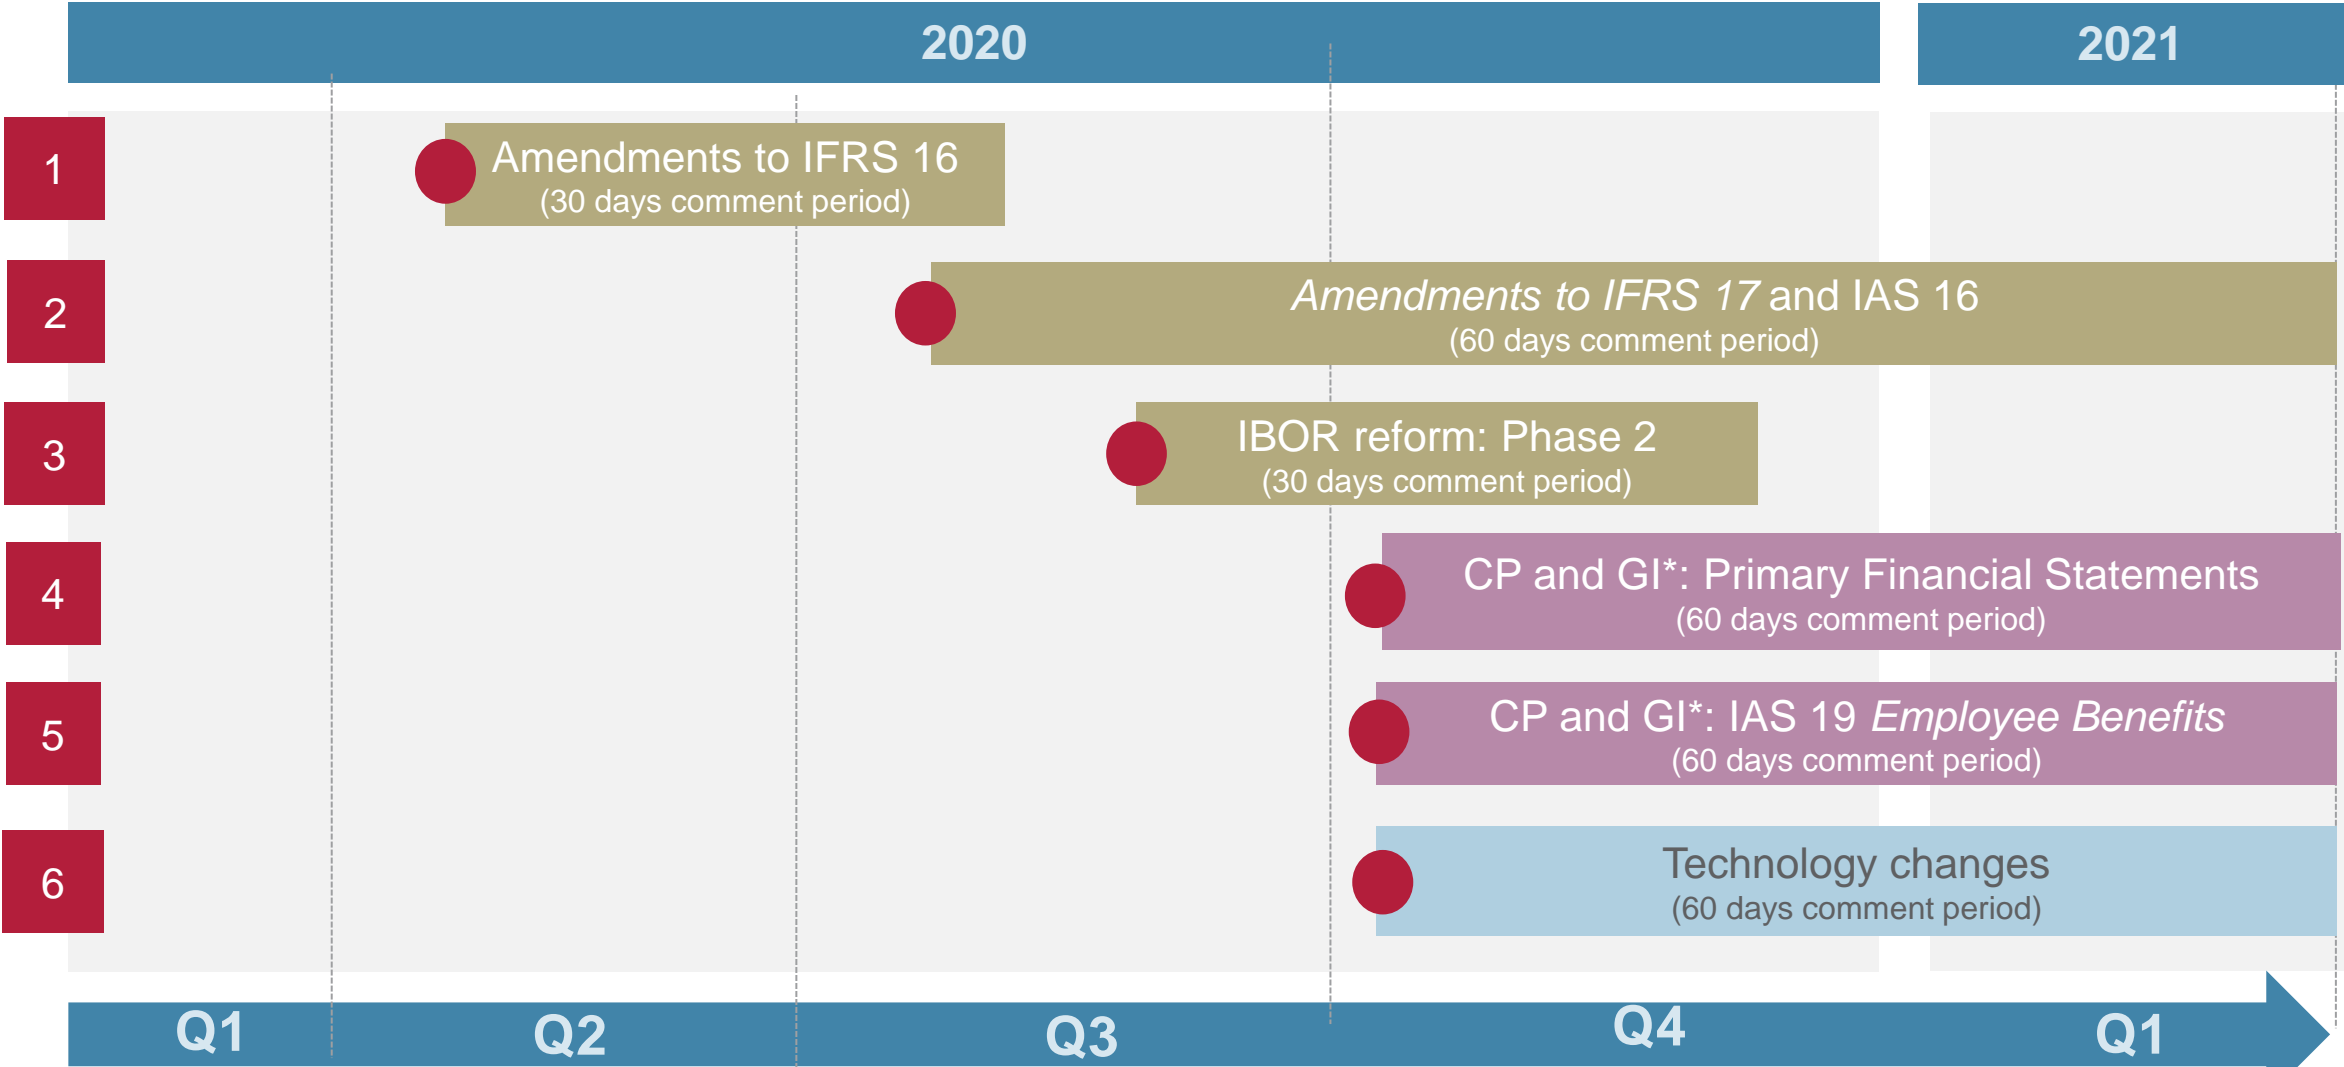 2020
2021
1
Amendments to IFRS 16
(30 days comment period)
2
Amendments to IFRS 17 and IAS 16
(60 days comment period)
3
IBOR reform: Phase 2
(30 days comment period)
4
CP and GI*: Primary Financial Statements
(60 days comment period)
5
CP and GI*: IAS 19 Employee Benefits
(60 days comment period)
6
Technology changes
(60 days comment period)
Q1
Q2
Q3
Q4
Q1